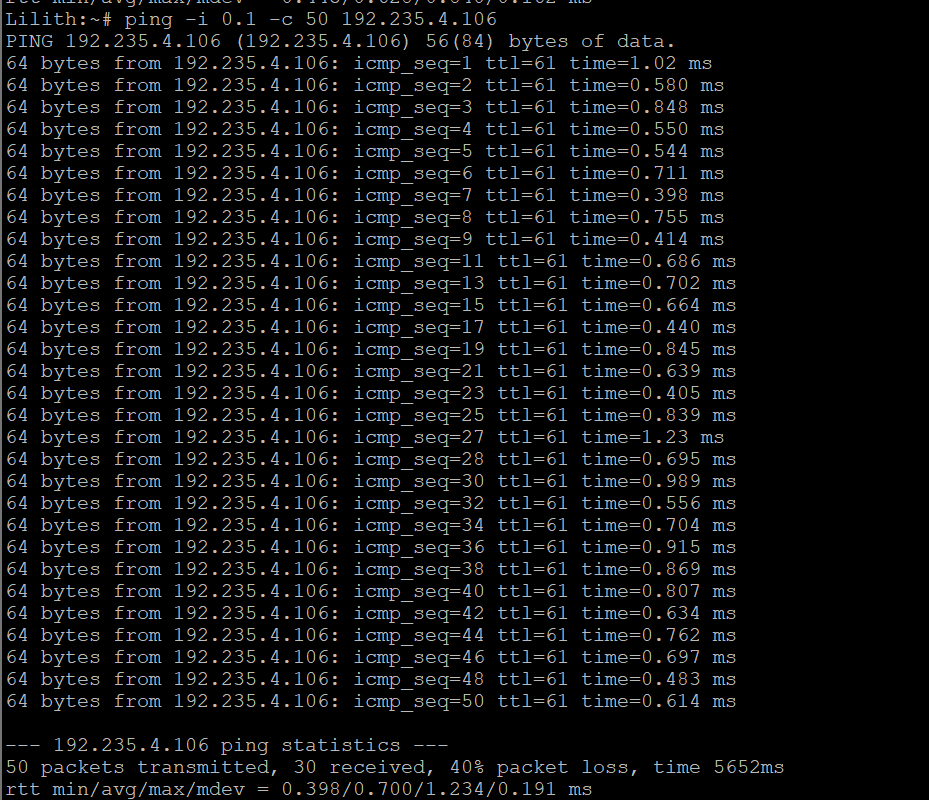 Lilith:~# ping -i 0.1 -c 50 192.235.4.106
PING 192.235.4.106 (192.235.4.106) 56(84) bytes of data.
64 bytes from 192.235.4.106: icmp_seq=1 ttl=61 time=1.02 ms
64 bytes from 192.235.4.106: icmp_seq=2 ttl=61 time=0.580 ms
64 bytes from 192.235.4.106: icmp_seq=3 ttl=61 time=0.848 ms
64 bytes from 192.235.4.106: icmp_seq=4 ttl=61 time=0.550 ms
64 bytes from 192.235.4.106: icmp_seq=5 ttl=61 time=0.544 ms
64 bytes from 192.235.4.106: icmp_seq=6 ttl=61 time=0.711 ms
64 bytes from 192.235.4.106: icmp_seq=7 ttl=61 time=0.398 ms
64 bytes from 192.235.4.106: icmp_seq=8 ttl=61 time=0.755 ms
64 bytes from 192.235.4.106: icmp_seq=9 ttl=61 time=0.414 ms
64 bytes from 192.235.4.106: icmp_seq=11 ttl=61 time=0.686 ms
64 bytes from 192.235.4.106: icmp_seq=13 ttl=61 time=0.702 ms
64 bytes from 192.235.4.106: icmp_seq=15 ttl=61 time=0.664 ms
64 bytes from 192.235.4.106: icmp_seq=17 ttl=61 time=0.440 ms
64 bytes from 192.235.4.106: icmp_seq=19 ttl=61 time=0.845 ms
64 bytes from 192.235.4.106: icmp_seq=21 ttl=61 time=0.639 ms
64 bytes from 192.235.4.106: icmp_seq=23 ttl=61 time=0.405 ms
64 bytes from 192.235.4.106: icmp_seq=25 ttl=61 time=0.839 ms
64 bytes from 192.235.4.106: icmp_seq=27 ttl=61 time=1.23 ms
64 bytes from 192.235.4.106: icmp_seq=28 ttl=61 time=0.695 ms
64 bytes from 192.235.4.106: icmp_seq=30 ttl=61 time=0.989 ms
64 bytes from 192.235.4.106: icmp_seq=32 ttl=61 time=0.556 ms
64 bytes from 192.235.4.106: icmp_seq=34 ttl=61 time=0.704 ms
64 bytes from 192.235.4.106: icmp_seq=36 ttl=61 time=0.915 ms
64 bytes from 192.235.4.106: icmp_seq=38 ttl=61 time=0.869 ms
64 bytes from 192.235.4.106: icmp_seq=40 ttl=61 time=0.807 ms
64 bytes from 192.235.4.106: icmp_seq=42 ttl=61 time=0.634 ms
64 bytes from 192.235.4.106: icmp_seq=44 ttl=61 time=0.762 ms
64 bytes from 192.235.4.106: icmp_seq=46 ttl=61 time=0.697 ms
64 bytes from 192.235.4.106: icmp_seq=48 ttl=61 time=0.483 ms
64 bytes from 192.235.4.106: icmp_seq=50 ttl=61 time=0.614 ms
--- 192.235.4.106 ping statistics ---
50 packets transmitted, 30 received, 40% packet loss, time 5652ms
rtt min/avg/max/mdev = 0.398/0.700/1.234/0.191 ms